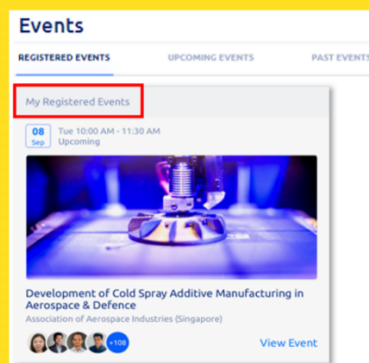 Events
REGISTERED EVENTS UPCOMING EVENTS PAST EVENTS
My Registered Events
08 Tue 10:00 AM - 11:30 AM
Sep Upcoming
Development of Cold Spray Additive Manufacturing in
Aerospace & Defence
Association of Aerospace Industries (Singapore)
+108 View Event